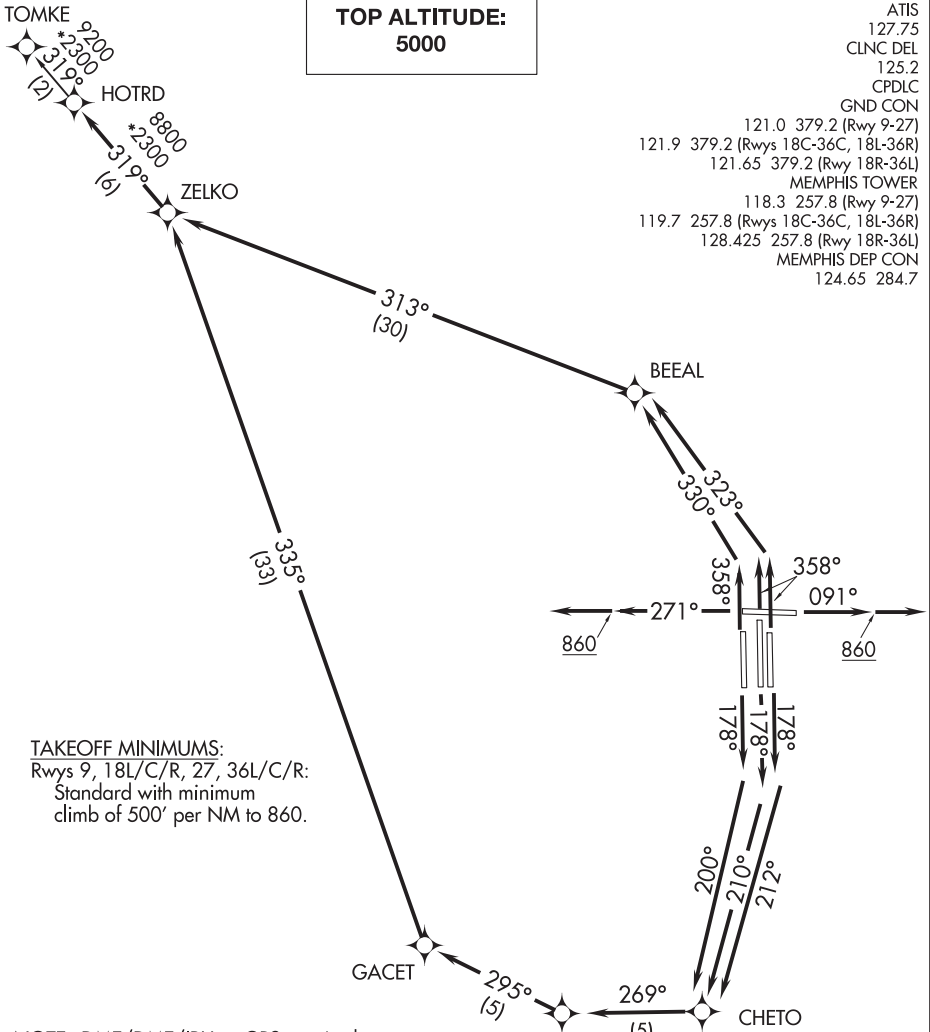 TOP ALTITUDE:
5000
ATIS
127.75
CLNC DEL
125.2
CPDLC
GND CON
121.0 379.2 (Rwy 9-27)
121.9 379.2 (Rwys 18C-36C, 18L-36R)
121.65 379.2 (Rwy 18R-36L)
MEMPHIS TOWER
118.3 257.8 (Rwy 9-27)
119.7 257.8 (Rwys 18C-36C, 18L-36R)
128.425 257.8 (Rwy 18R-36L)
MEMPHIS DEP CON
124.65 284.7
TOMKE
9200
*2300
319°
(2)
HOTRD
8800
*2300
319°
(6)
ZELKO
313°
(30)
BEEAL
330°
323°
358°
358°
271°
091°
860
860
335°
(33)
178°
178°
178°
TAKEOFF MINIMUMS:
Rwys 9, 18L/C/R, 27, 36L/C/R:
Standard with minimum
climb of 500' per NM to 860.
200°
210°
212°
GACET
295°
(5)
269°
(5)
CHETO